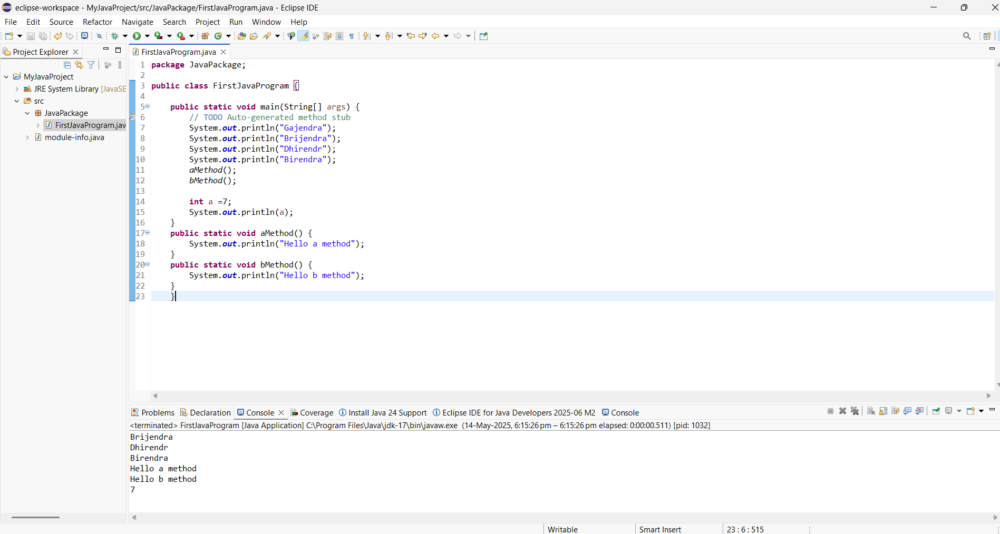 eclipse-workspace - MyJavaProject/src/JavaPackage/FirstJavaProgram.java - Eclipse IDE
File Edit Source Refactor Navigate Search Project Run Window Help
Project Explorer
MyJavaProject
JRE System Library [JavaSE
src
JavaPackage
FirstJavaProgram.jav
module-info.java
FirstJavaProgram.java
1 package JavaPackage;
2
3 public class FirstJavaProgram {
4
5 public static void main(String[] args) {
6 // TODO Auto-generated method stub
7 System.out.println("Gajendra");
8 System.out.println("Brijendra");
9 System.out.println("Dhirendr");
10 System.out.println("Birendra");
11 aMethod();
12 bMethod();
13
14 int a =7;
15 System.out.println(a);
16 }
17 public static void aMethod() {
18 System.out.println("Hello a method");
19 }
20 public static void bMethod() {
21 System.out.println("Hello b method");
22 }
23 }
Problems Declaration Console Coverage Install Java 24 Support Eclipse IDE for Java Developers 2025-06 M2 Console
<terminated> FirstJavaProgram [Java Application] C:\Program Files\Java\jdk-17\bin\javaw.exe (14-May-2025, 6:15:26 pm – 6:15:26 pm elapsed: 0:00:00.511) [pid: 1032]
Brijendra
Dhirendr
Birendra
Hello a method
Hello b method
7
Writable Smart Insert 23 : 6 : 515